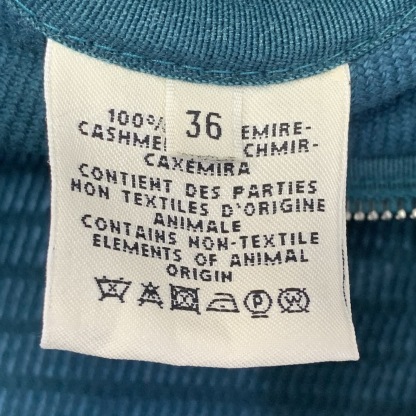 100%
36
EMIRE-
CASHME
CHMIR-
CAXEMIRA
CONTIENT DES PARTIES
NON TEXTILES D'ORIGINE
ANIMALE
CONTAINS NON-TEXTILE
ELEMENTS OF ANIMAL
ORIGIN
P W